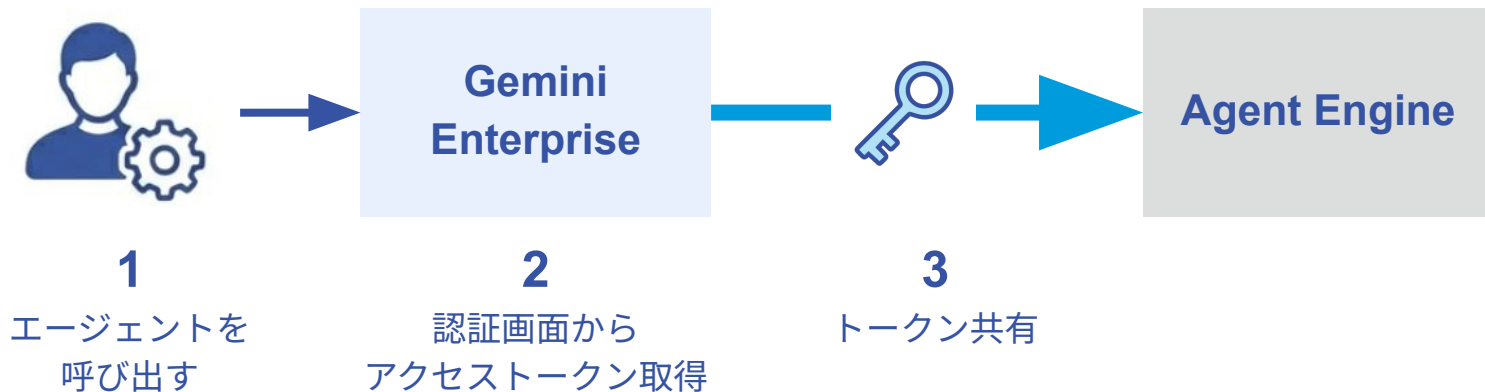 Gemini
Enterprise
Agent Engine
1
エージェントを
呼び出す
2
認証画面から
アクセストークン取得
3
トークン共有